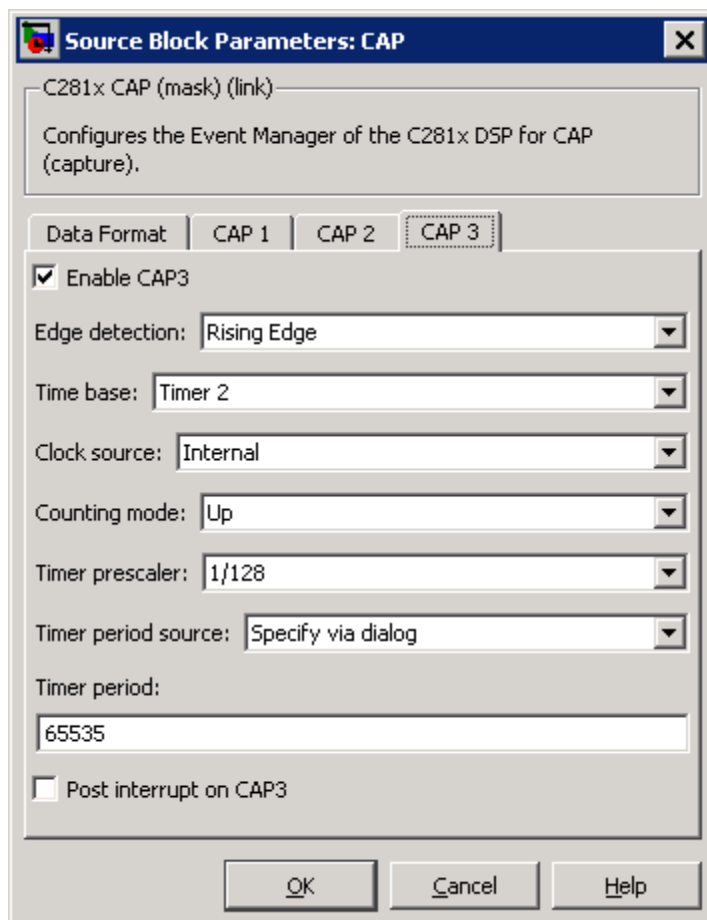 Source Block Parameters: CAP
C281x CAP (mask) (link)
Configures the Event Manager of the C281x DSP for CAP
(capture).
Data Format CAP 1 CAP 2 CAP 3
Enable CAP3
Edge detection: Rising Edge
Time base: Timer 2
Clock source: Internal
Counting mode: Up
Timer prescaler: 1/128
Timer period source: Specify via dialog
Timer period:
65535
Post interrupt on CAP3
OK Cancel Help